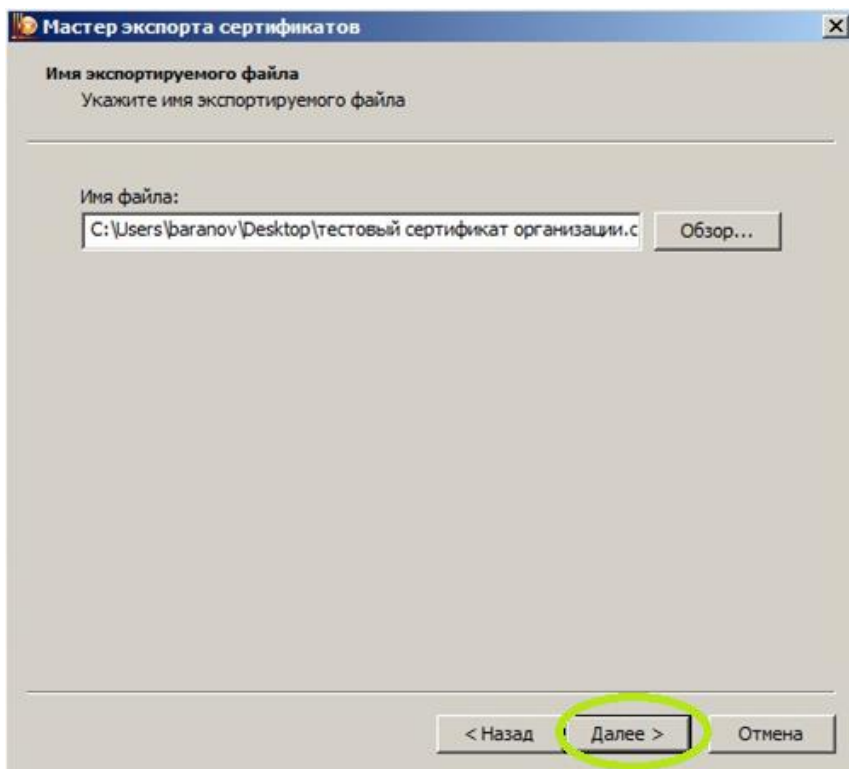 Мастер экспорта сертификатов
Имя экспортируемого файла
Укажите имя экспортируемого файла
Имя файла:
C:\Users\baranov\Desktop\тестовый сертификат организации.с Обзор...
< Назад Далее > Отмена